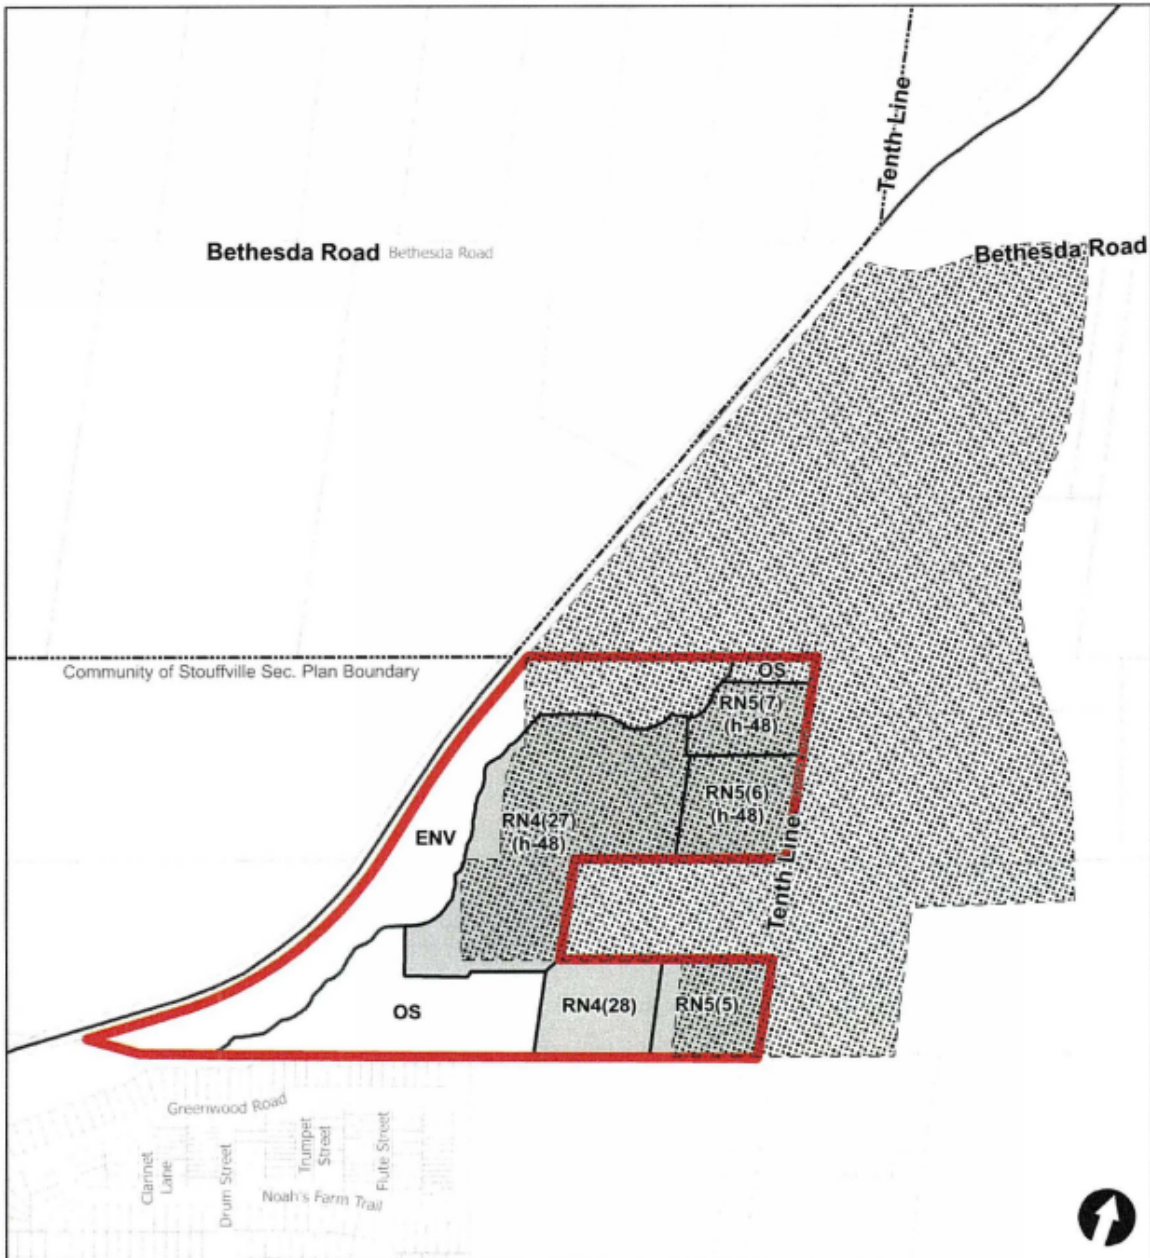 Tenth Line
Bethesda Road Bethesda Road
Bethesda Road
Community of Stouffville Sec. Plan Boundary
OS
RN5(7)
(h-48)
RN5(6)
(h-48)
RN4(27)
(h-48)
ENV
Tenth Line
OS
RN4(28)
RN5(5)
Greenwood Road
Clarinet
Lane
Drum Street
Trumpet
Street
Flute Street
Noah's Farm Trail